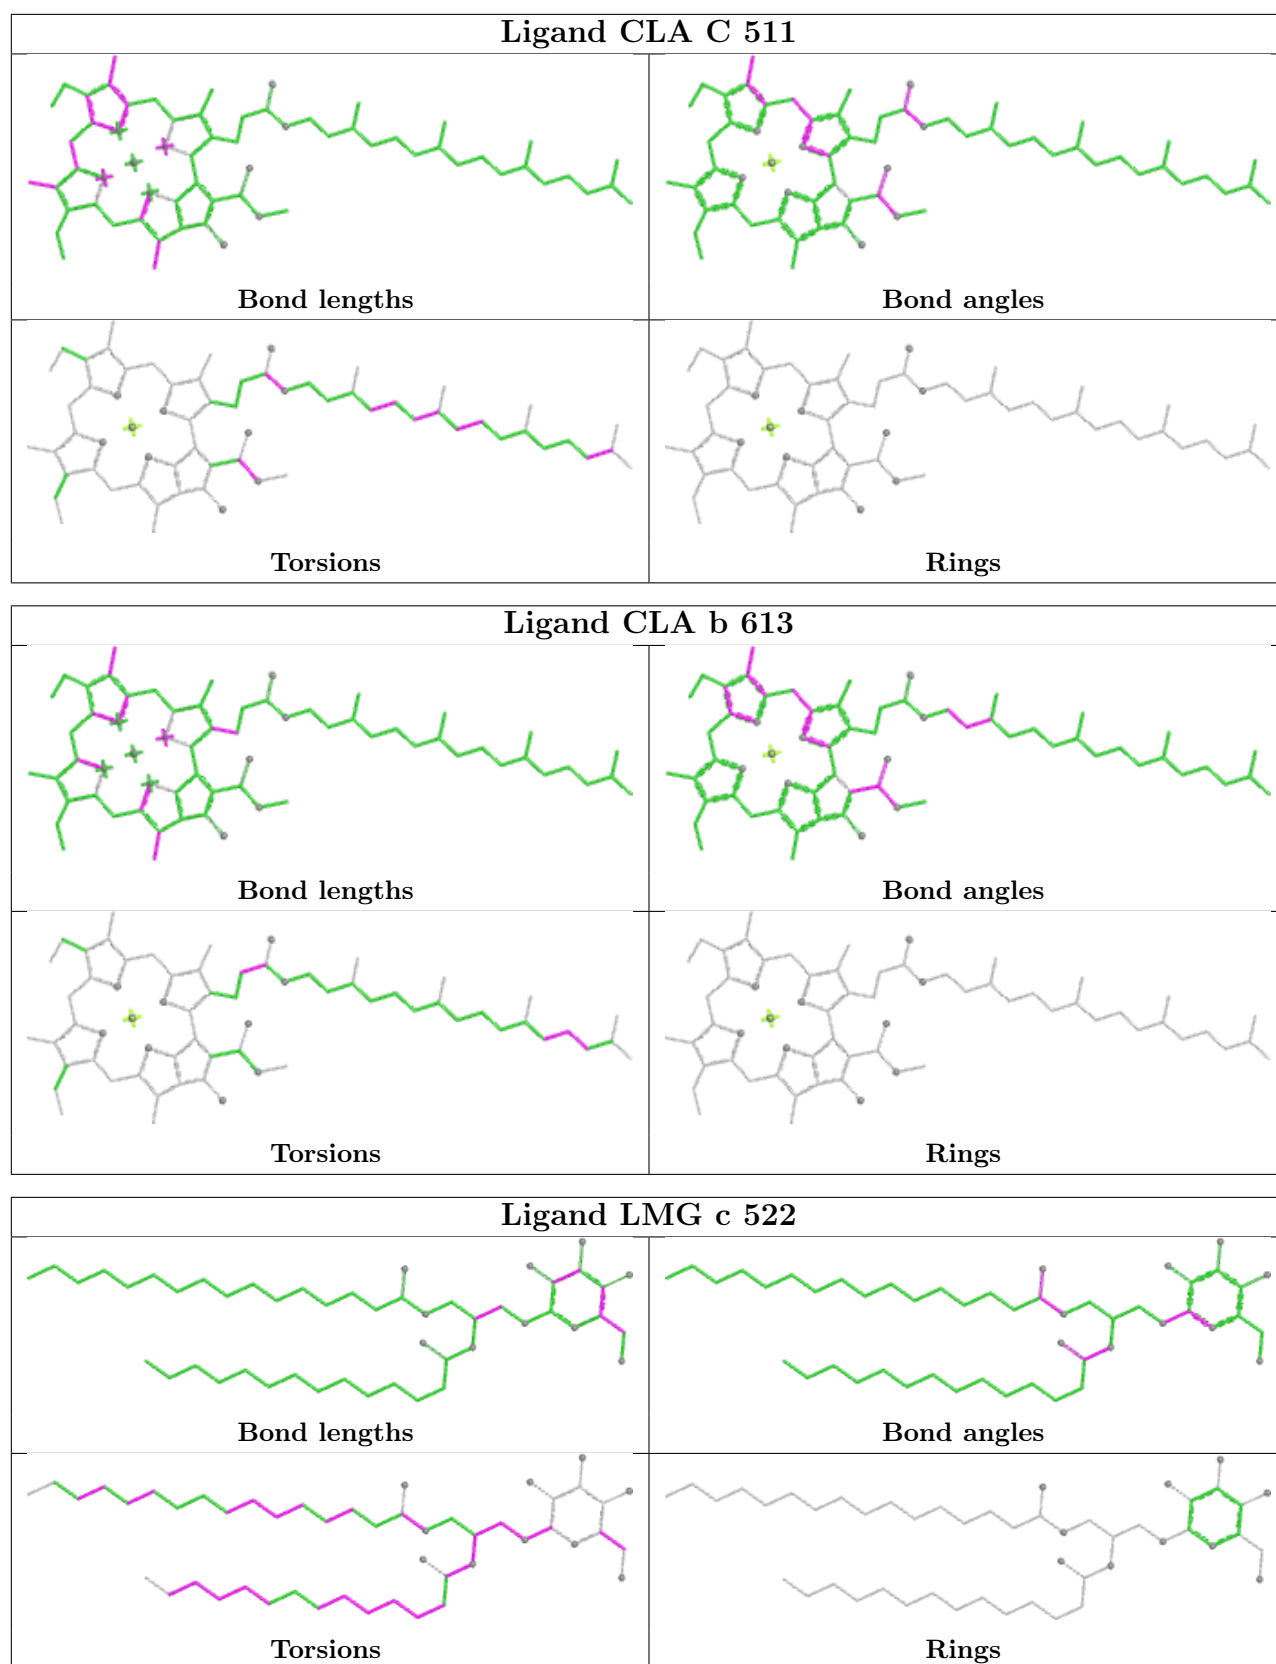 Ligand CLA C 511
Bond lengths
Bond angles
Torsions
Rings
Ligand CLA b 613
Bond lengths
Bond angles
Torsions
Rings
Ligand LMG c 522
Bond lengths
Bond angles
Torsions
Rings